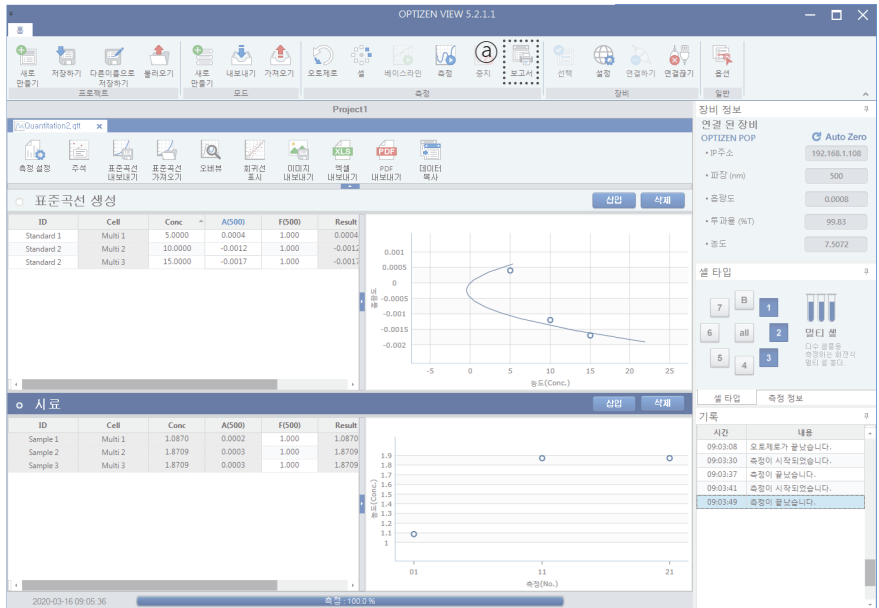 OPTIZEN VIEW 5.2.1.1
홈
새로 만들기 저장하기 다른이름으로 저장하기 불러오기 새로 만들기 내보내기 가져오기 오토제로 셀 베이스라인 측정 중지 ⓐ 보고서 선택 설정 연결하기 연결끊기 옵션
프로젝트 모드 측정 장비 일반
Project1
Quantitation2.qtt x
측정 설정 주석 표준곡선 내보내기 표준곡선 가져오기 오버뷰 회귀선 표시 이미지 내보내기 XLS 엑셀 내보내기 PDF PDF 내보내기 데이터 복사
표준곡선 생성 삽입 삭제
ID Cell Conc A(500) F(500) Result
Standard 1 Multi 1 5.0000 0.0004 1.000 0.0004
Standard 2 Multi 2 10.0000 -0.0012 1.000 -0.0012
Standard 2 Multi 3 15.0000 -0.0017 1.000 -0.0017
흡광도
0.001
0.0005
0
-0.0005
-0.001
-0.0015
-0.002
-5 0 5 10 15 20 25
농도(Conc.)
시료 삽입 삭제
ID Cell Conc A(500) F(500) Result
Sample 1 Multi 1 1.0870 0.0002 1.000 1.0870
Sample 2 Multi 2 1.8709 0.0003 1.000 1.8709
Sample 3 Multi 3 1.8709 0.0003 1.000 1.8709
농도(Conc.)
1.9
1.8
1.7
1.6
1.5
1.4
1.3
1.2
1.1
1
01 11 21
측정(No.)
2020-03-16 09:05:36 측정 : 100.0 %
장비 정보
연결 된 장비
OPTIZEN POP Auto Zero
• IP주소 192.168.1.108
• 파장 (nm) 500
• 흡광도 0.0008
• 투과율 (%T) 99.83
• 농도 7.5072
셀 타입
7 B 1
6 all 2
5 4 3
멀티 셀
다수 샘플을
측정하는 회전식
멀티 셀 홀더.
셀 타입 측정 정보
기록
시간 내용
09:03:08 오토제로가 끝났습니다.
09:03:30 측정이 시작되었습니다.
09:03:37 측정이 끝났습니다.
09:03:41 측정이 시작되었습니다.
09:03:49 측정이 끝났습니다.